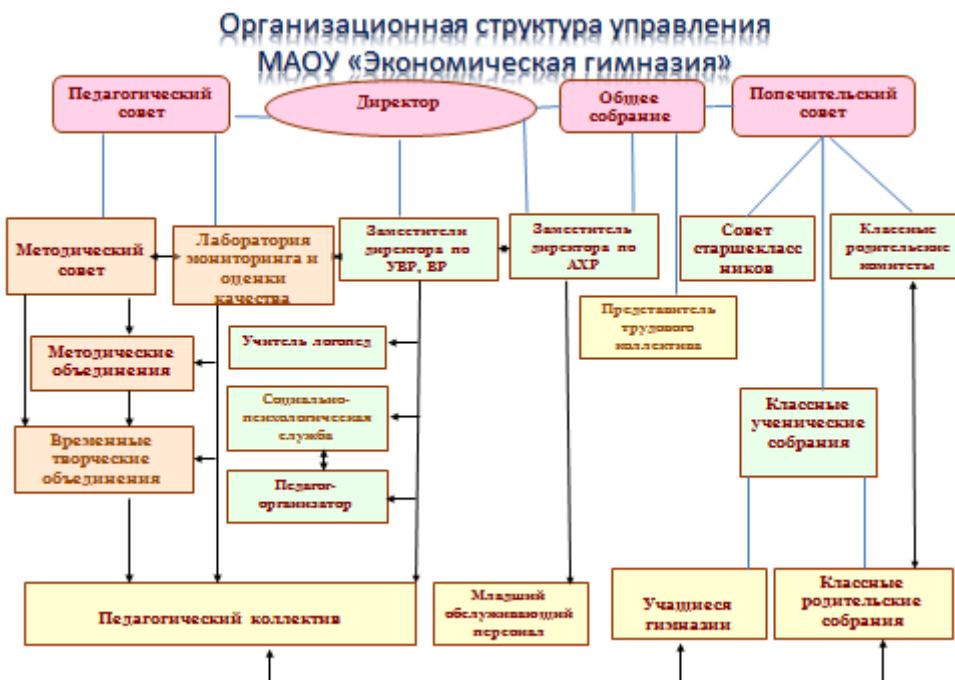 Организационная структура управления
МАОУ «Экономическая гимназия»
Педагогический
совет
Директор
Общее
собрание
Попечительский
совет
Методический
совет
Лаборатория
мониторинга и
оценки
качества
Заместители
директора по
УВР, ВР
Заместитель
директора по
АХР
Совет
старшекласс
ников
Классные
родительские
комитеты
Представитель
трудового
коллектива
Учитель логопед
Методические
объединения
Социально-
психологическая
служба
Классные
ученические
собрания
Временные
творческие
объединения
Педагог-
организатор
Педагогический коллектив
Младший
обслуживающий
персонал
Учащиеся
гимназии
Классные
родительские
собрания